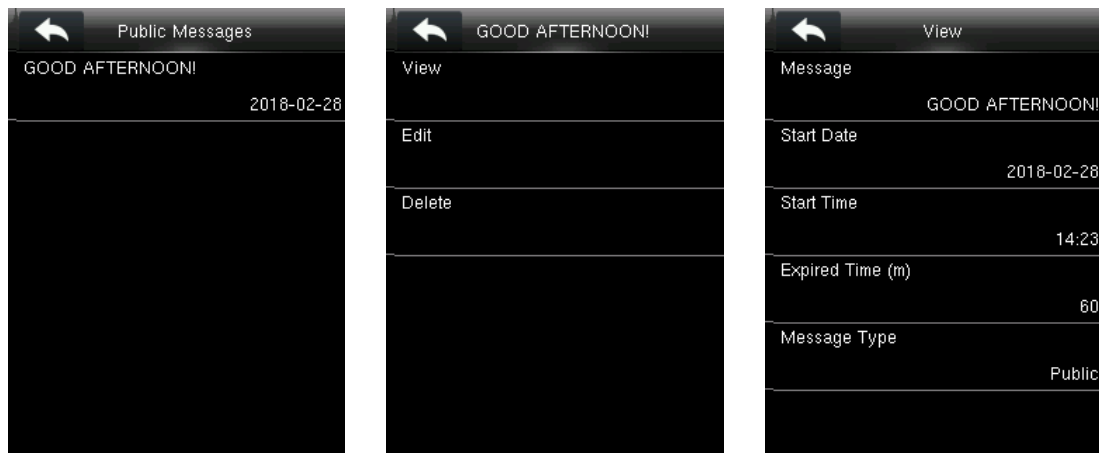 Public Messages
GOOD AFTERNOON!
2018-02-28
GOOD AFTERNOON!
View
Edit
Delete
View
Message
GOOD AFTERNOON!
Start Date
2018-02-28
Start Time
14:23
Expired Time (m)
60
Message Type
Public